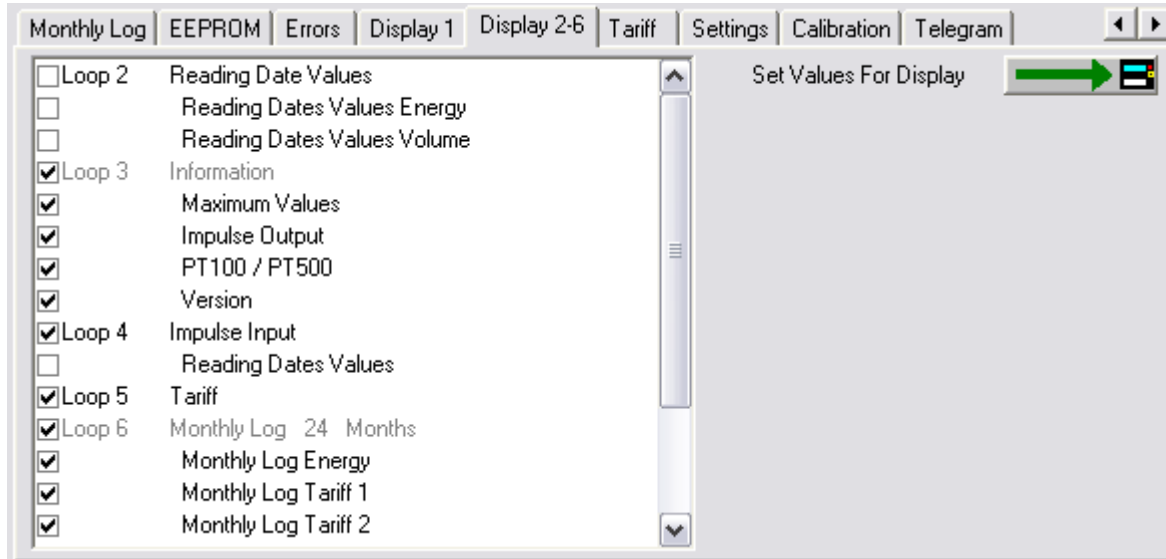 Monthly Log EEPROM Errors Display 1 Display 2-6 Tariff Settings Calibration Telegram
Loop 2 Reading Date Values
Reading Dates Values Energy
Reading Dates Values Volume
Loop 3 Information
Maximum Values
Impulse Output
PT100 / PT500
Version
Loop 4 Impulse Input
Reading Dates Values
Loop 5 Tariff
Loop 6 Monthly Log 24 Months
Monthly Log Energy
Monthly Log Tariff 1
Monthly Log Tariff 2
Set Values For Display